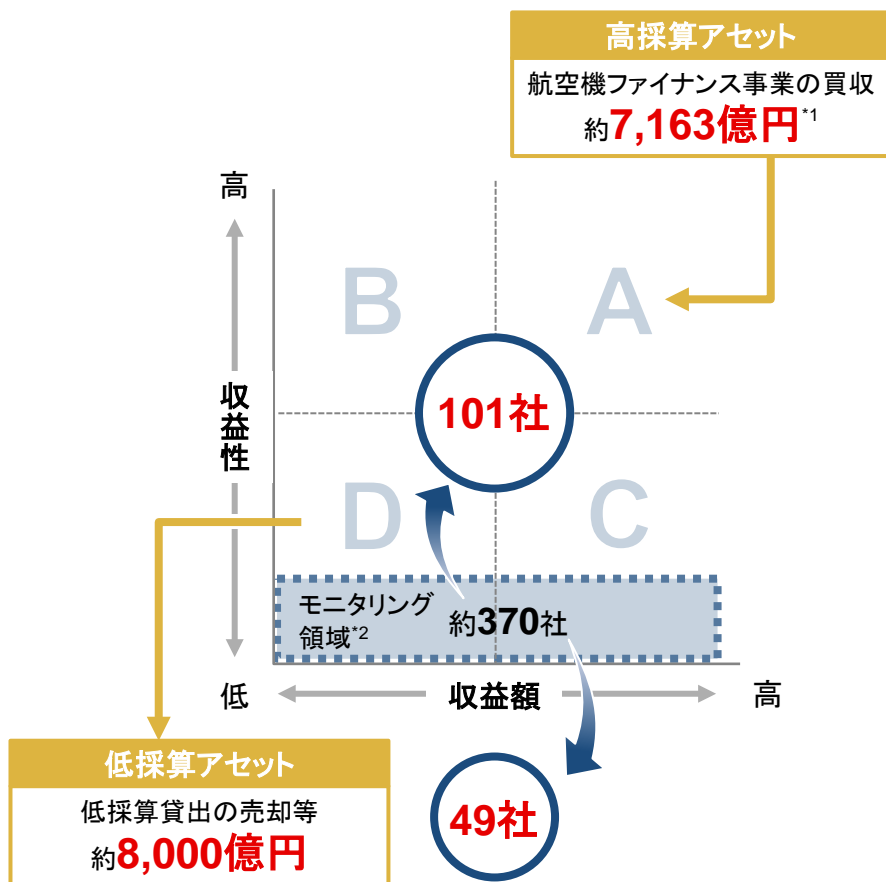 高採算アセット
航空機ファイナンス事業の買収
約7,163億円*1
高
B
A
収益性
101社
D
C
モニタリング
領域*2
約370社
低
収益額
高
低採算アセット
低採算貸出の売却等
約8,000億円
49社